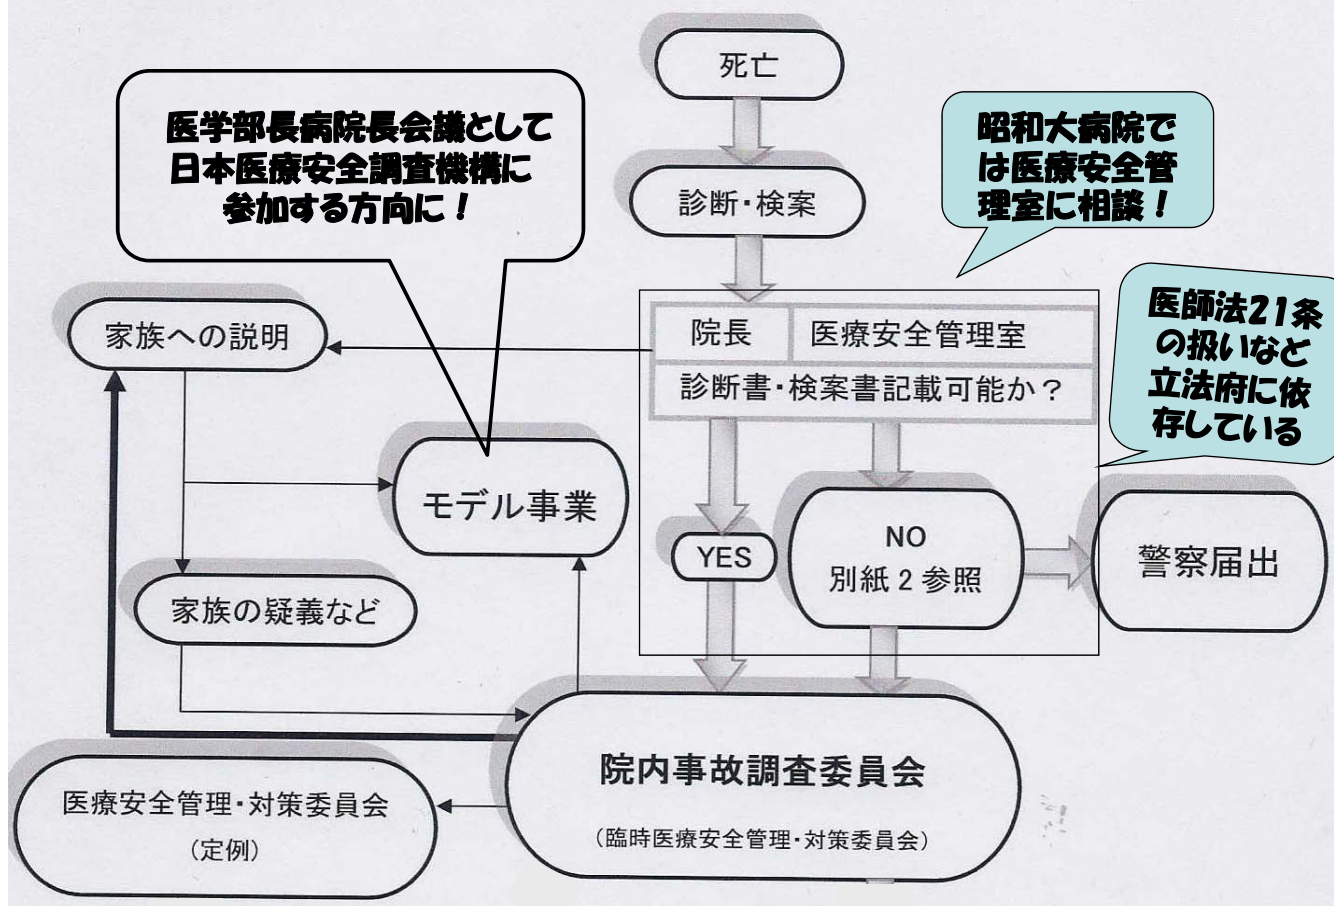 死亡
医学部長病院長会議として
日本医療安全調査機構に
参加する方向に！
昭和大病院で
は医療安全管
理室に相談！
診断・検案
医師法21条
の扱いなど
立法府に依
存している
家族への説明
院長
医療安全管理室
診断書・検案書記載可能か？
モデル事業
YES
NO
別紙2参照
警察届出
家族の疑義など
院内事故調査委員会
（臨時医療安全管理・対策委員会）
医療安全管理・対策委員会
（定例）